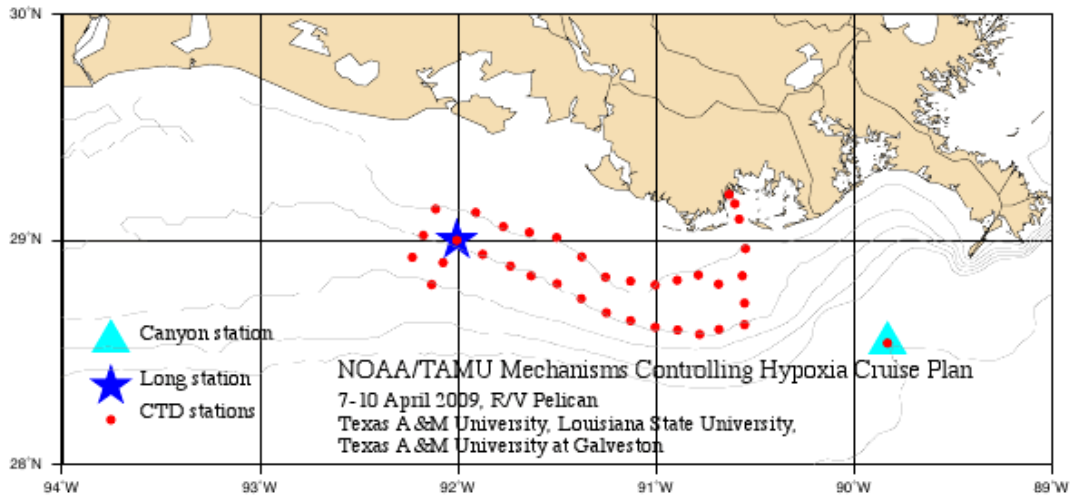 30°N
29°N
28°N
Canyon station
Long station
CTD stations
NOAA/TAMU Mechanisms Controlling Hypoxia Cruise Plan
7-10 April 2009, R/V Pelican
Texas A&M University, Louisiana State University,
Texas A&M University at Galveston
94°W 93°W 92°W 91°W 90°W 89°W